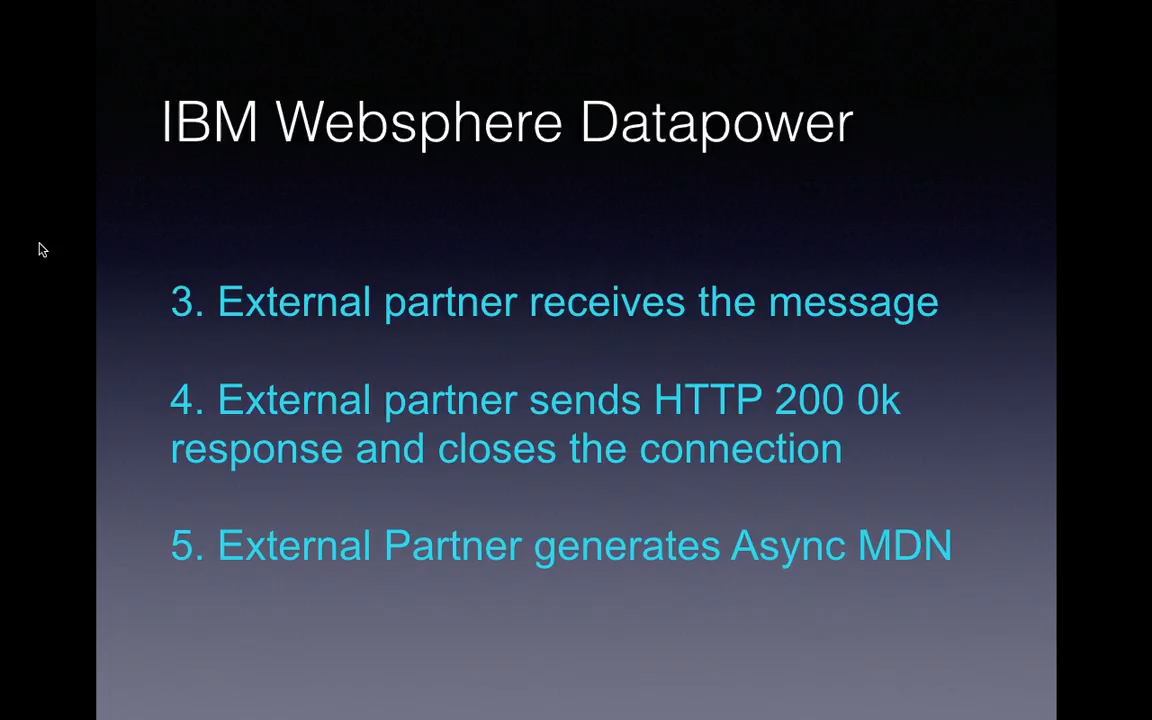 IBM Websphere Datapower
3. External partner receives the message
4. External partner sends HTTP 200 0k
response and closes the connection
5. External Partner generates Async MDN